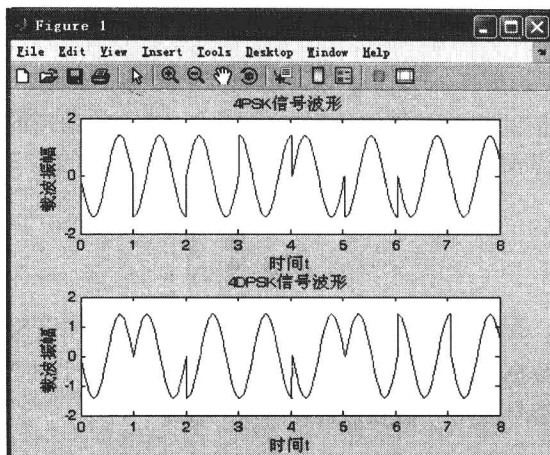 Figure 1
File Edit View Insert Tools Desktop Window Help
4PSK信号波形
载波振幅
2
0
-2
0 1 2 3 4 5 6 7 8
时间t
4DPSK信号波形
载波振幅
2
1
0
-1
-2
0 1 2 3 4 5 6 7 8
时间t